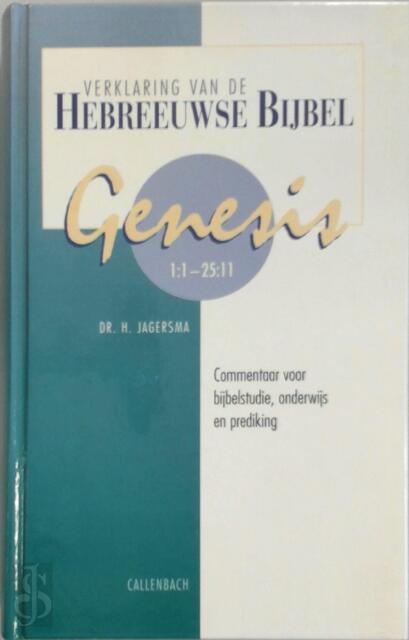 VERKLARING VAN DE
HEBREEUWSE BIJBEL
Genesis
1:1–25:11
DR. H. JAGERSMA
Commentaar voor
bijbelstudie, onderwijs
en prediking
CALLENBACH